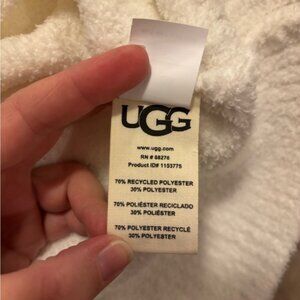 UGG
www.ugg.com
RN # 88276
Product ID# 1153775
70% RECYCLED POLYESTER
30% POLYESTER
70% POLIÉSTER RECICLADO
30% POLIÉSTER
70% POLYESTER RECYCLÉ
30% POLYESTER